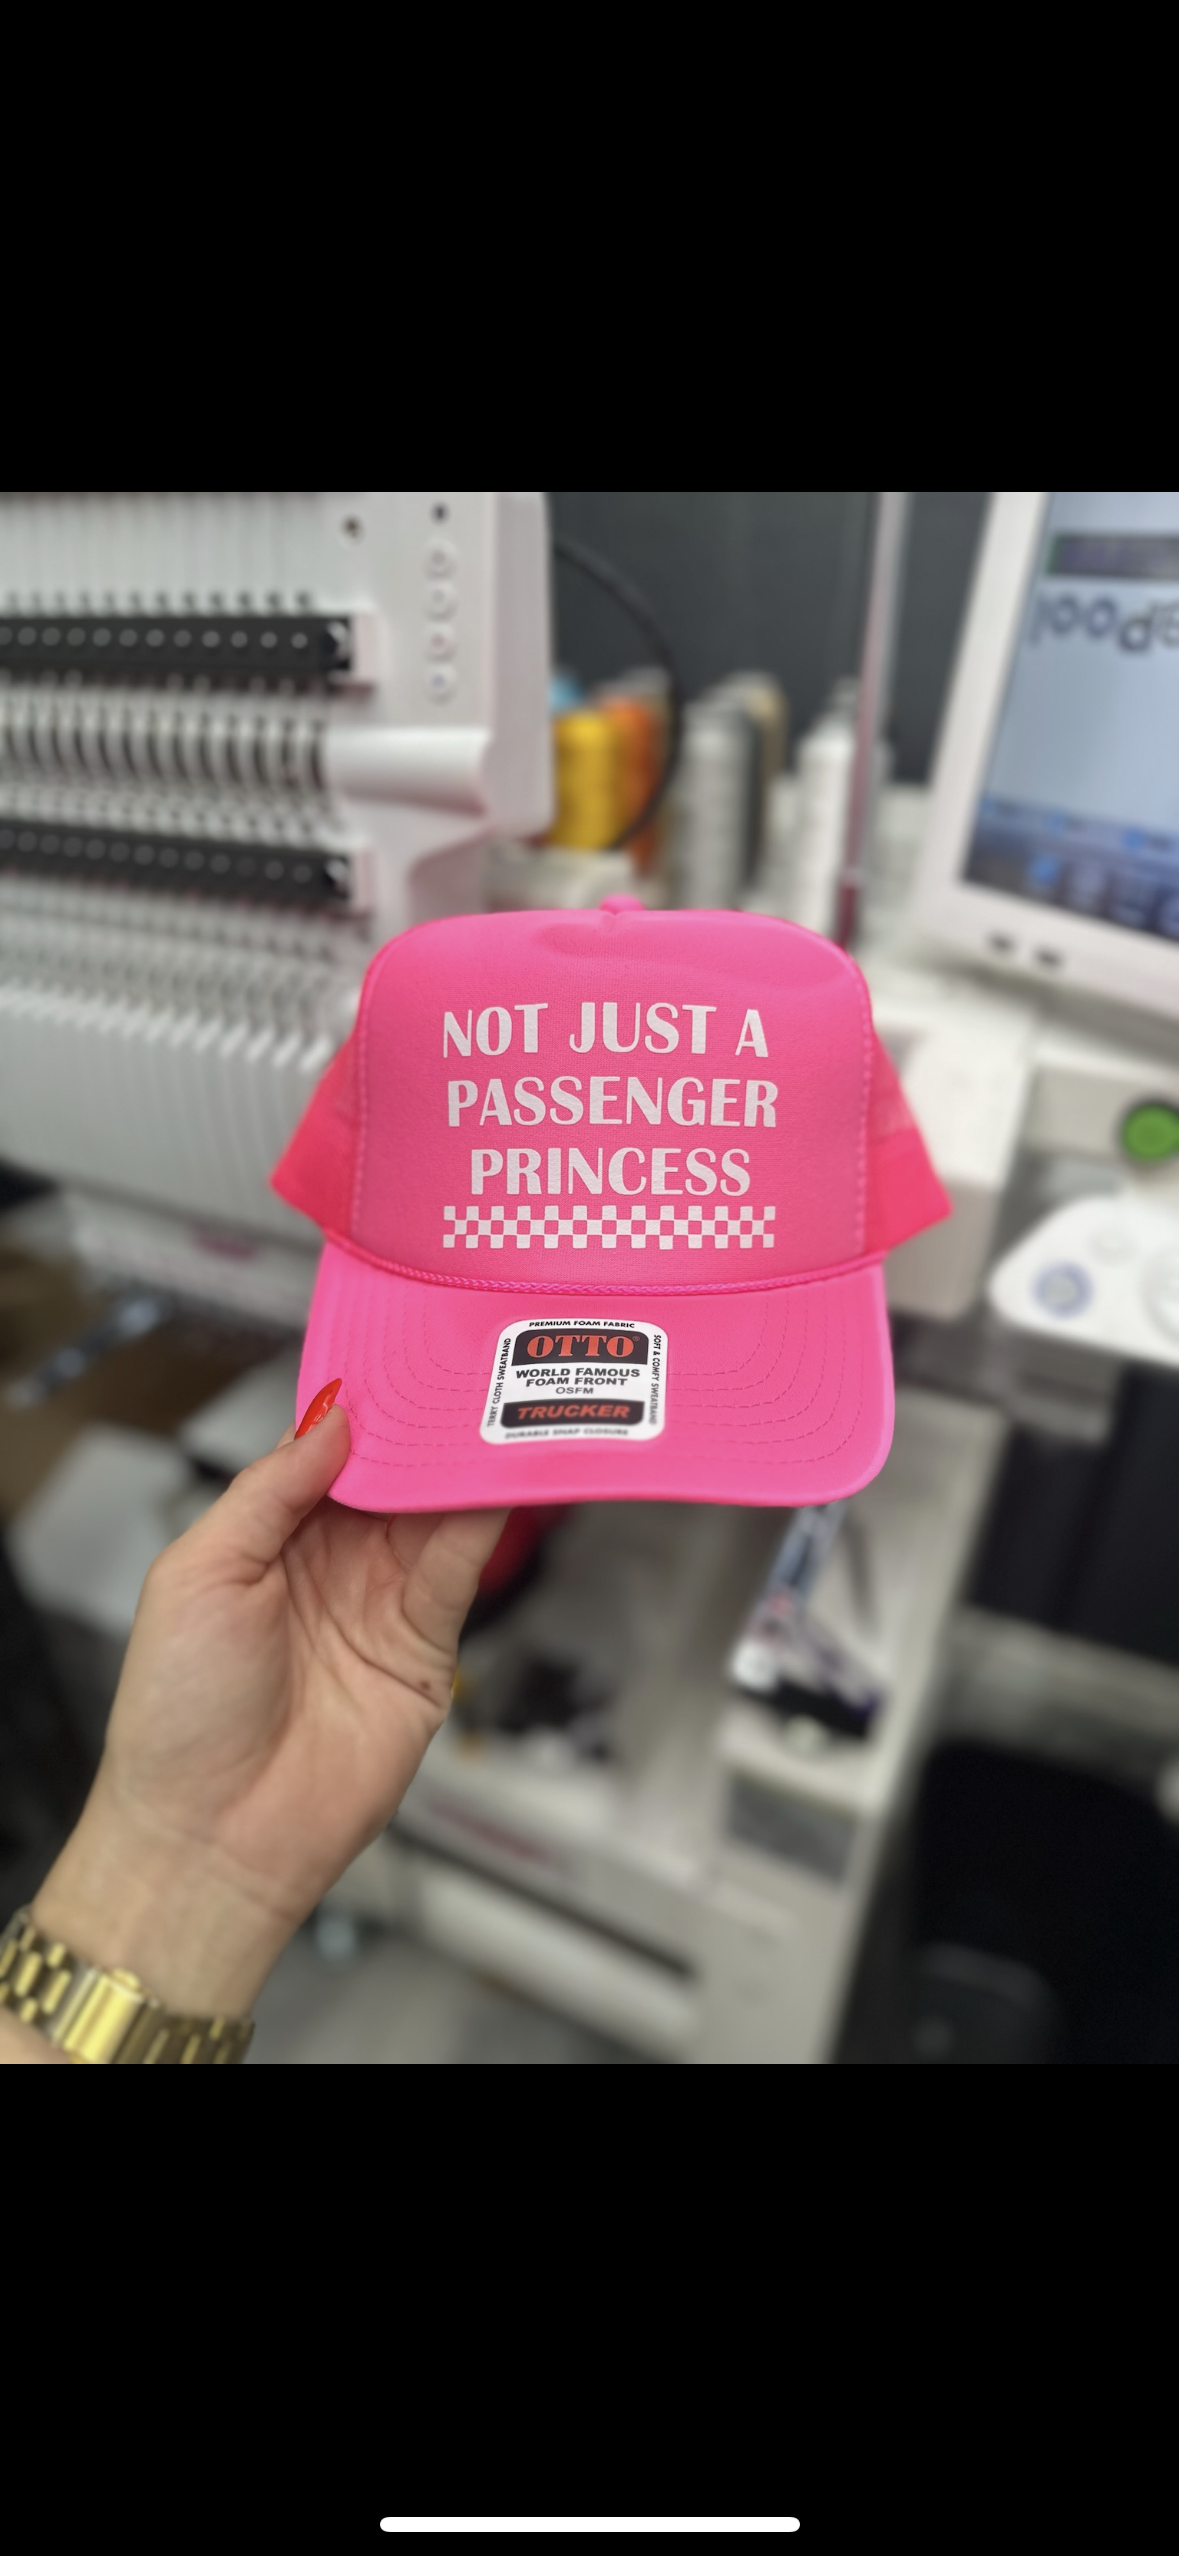 NOT JUST A
PASSENGER
PRINCESS
PREMIUM FOAM FABRIC
TERRY CLOTH SWEATBAND
OTTO®
WORLD FAMOUS
FOAM FRONT
OSFM
TRUCKER
SOFT & COMFY SWEATBAND
DURABLE SNAP CLOSURE